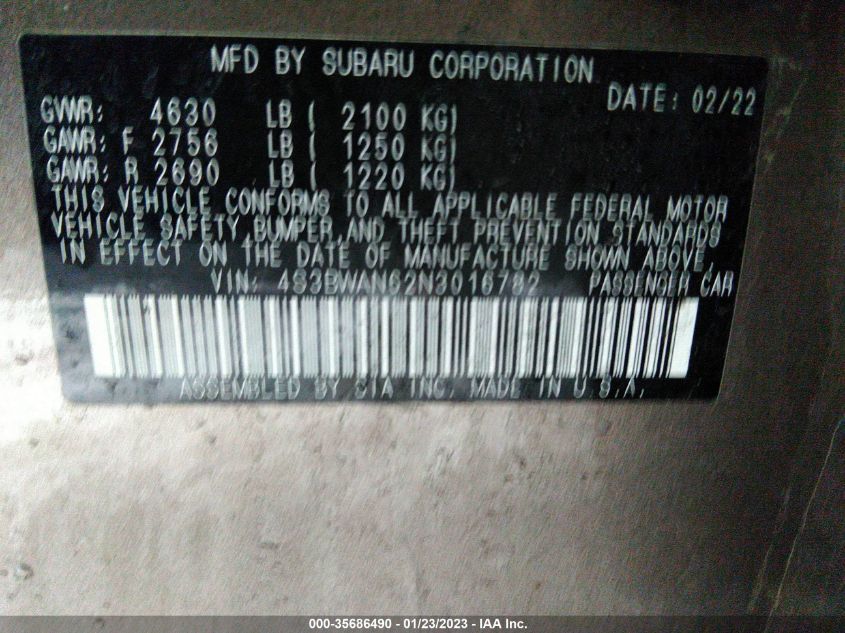 MFD BY SUBARU CORPORATION
DATE: 02/22
GVWR: 4630 LB ( 2100 KG)
GAWR: F 2756 LB ( 1250 KG)
GAWR: R 2690 LB ( 1220 KG)
THIS VEHICLE CONFORMS TO ALL APPLICABLE FEDERAL MOTOR
VEHICLE SAFETY, BUMPER, AND THEFT PREVENTION STANDARDS
IN EFFECT ON THE DATE OF MANUFACTURE SHOWN ABOVE.
VIN: 4S3BWAN62N3016782 PASSENGER CAR
ASSEMBLED BY SIA INC. MADE IN U.S.A.
000-35686490 - 01/23/2023 - IAA Inc.